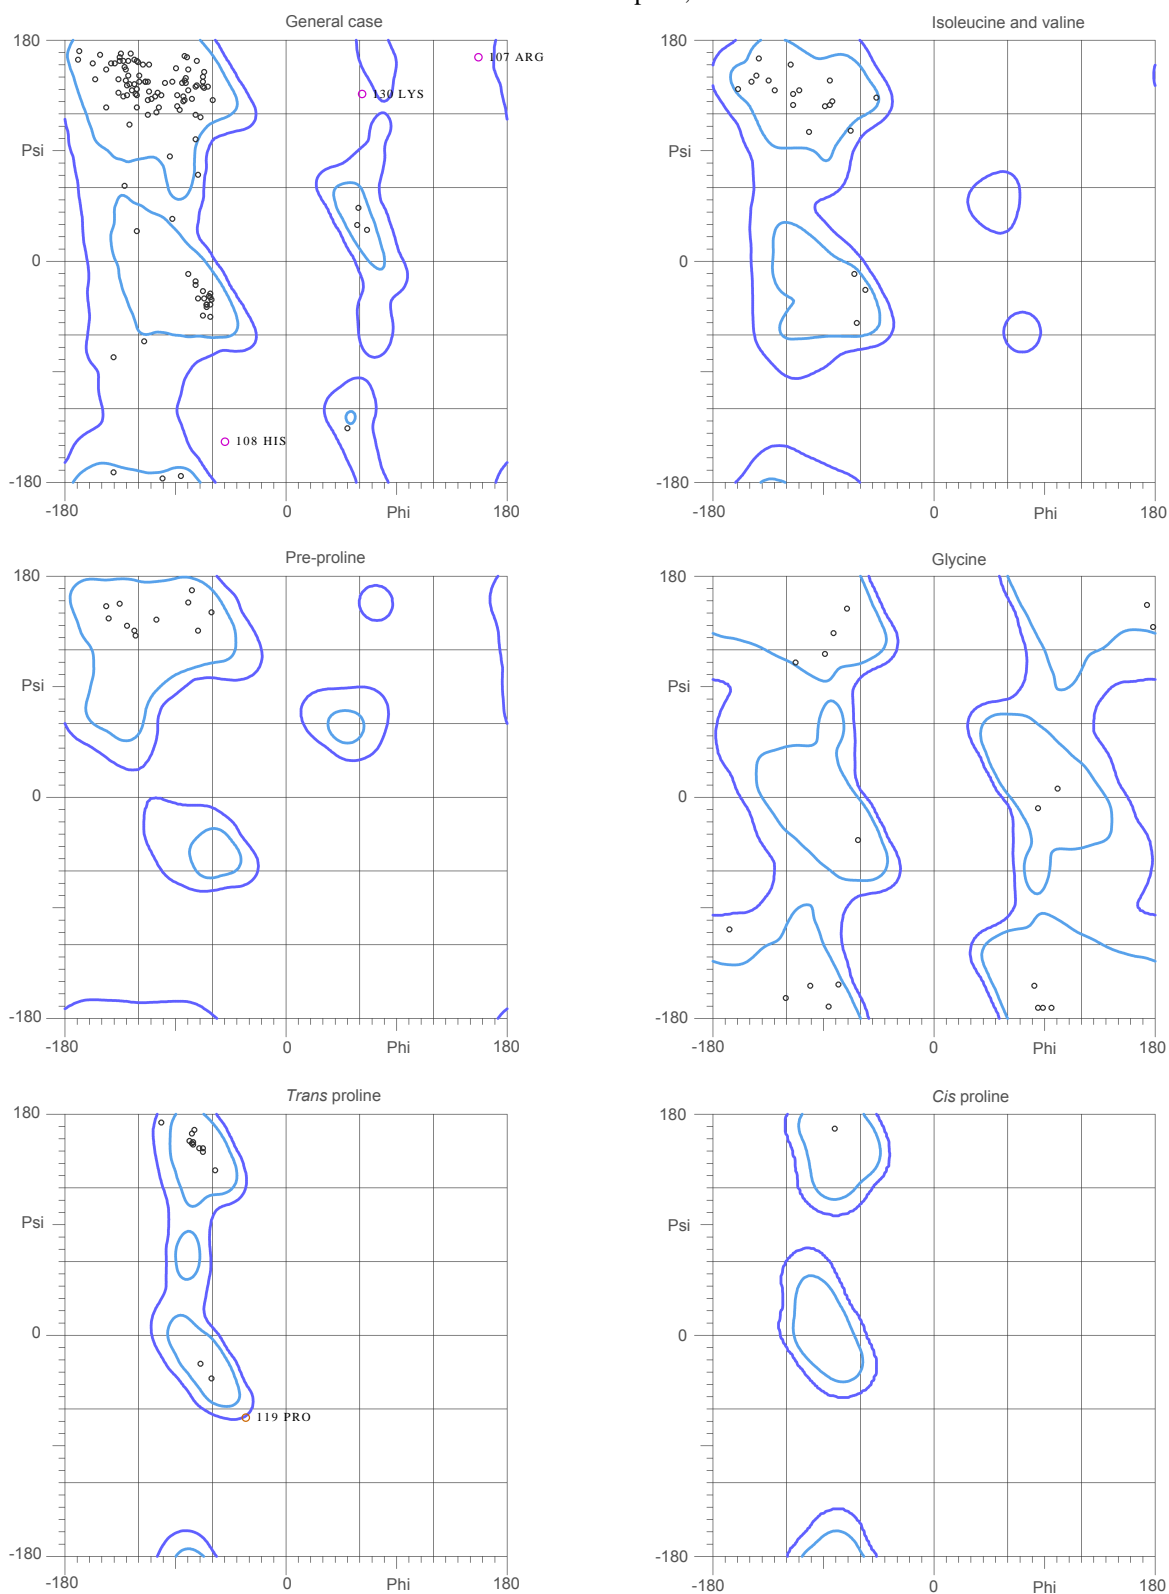 General case
180
107 ARG
130 LYS
Psi
0
108 HIS
-180
-180
0
Phi
180
Isoleucine and valine
180
Psi
0
-180
-180
0
Phi
180
Pre-proline
180
Psi
0
-180
-180
0
Phi
180
Glycine
180
Psi
0
-180
-180
0
Phi
180
Trans proline
180
Psi
0
119 PRO
-180
-180
0
Phi
180
Cis proline
180
Psi
0
-180
-180
0
Phi
180